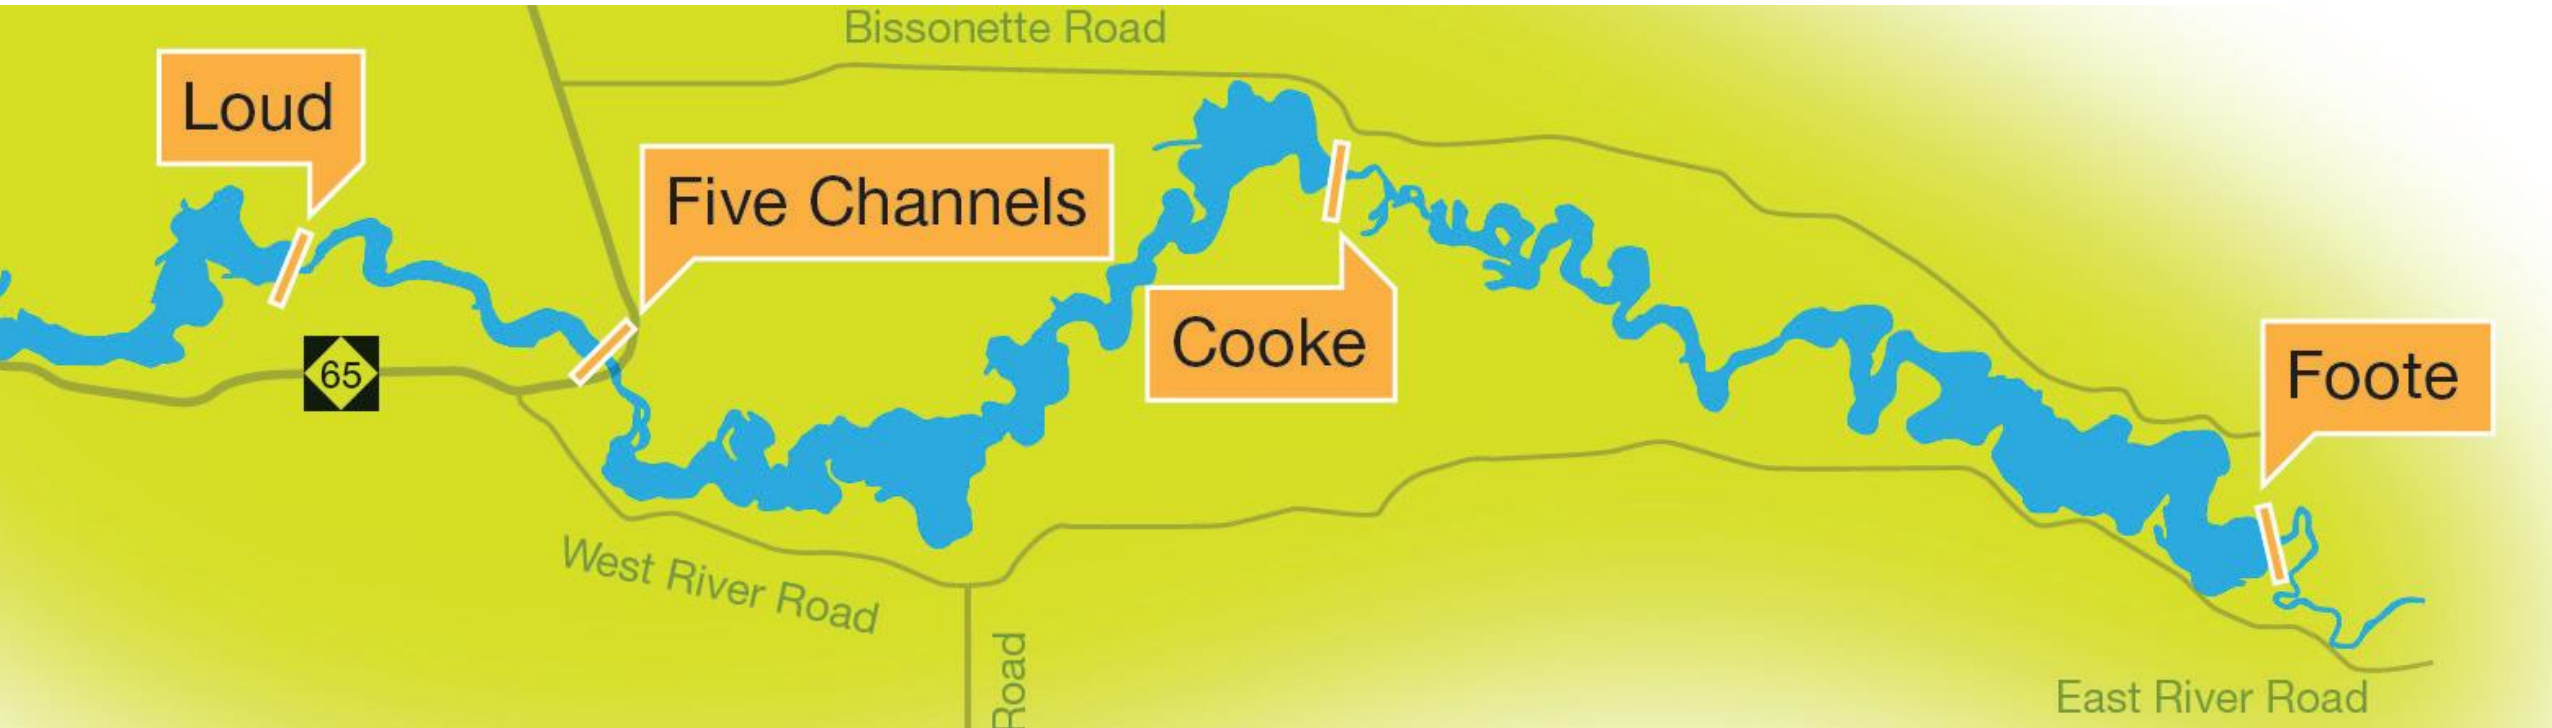 Bissonette Road
Loud
Five Channels
Cooke
65
Foote
West River Road
Road
East River Road